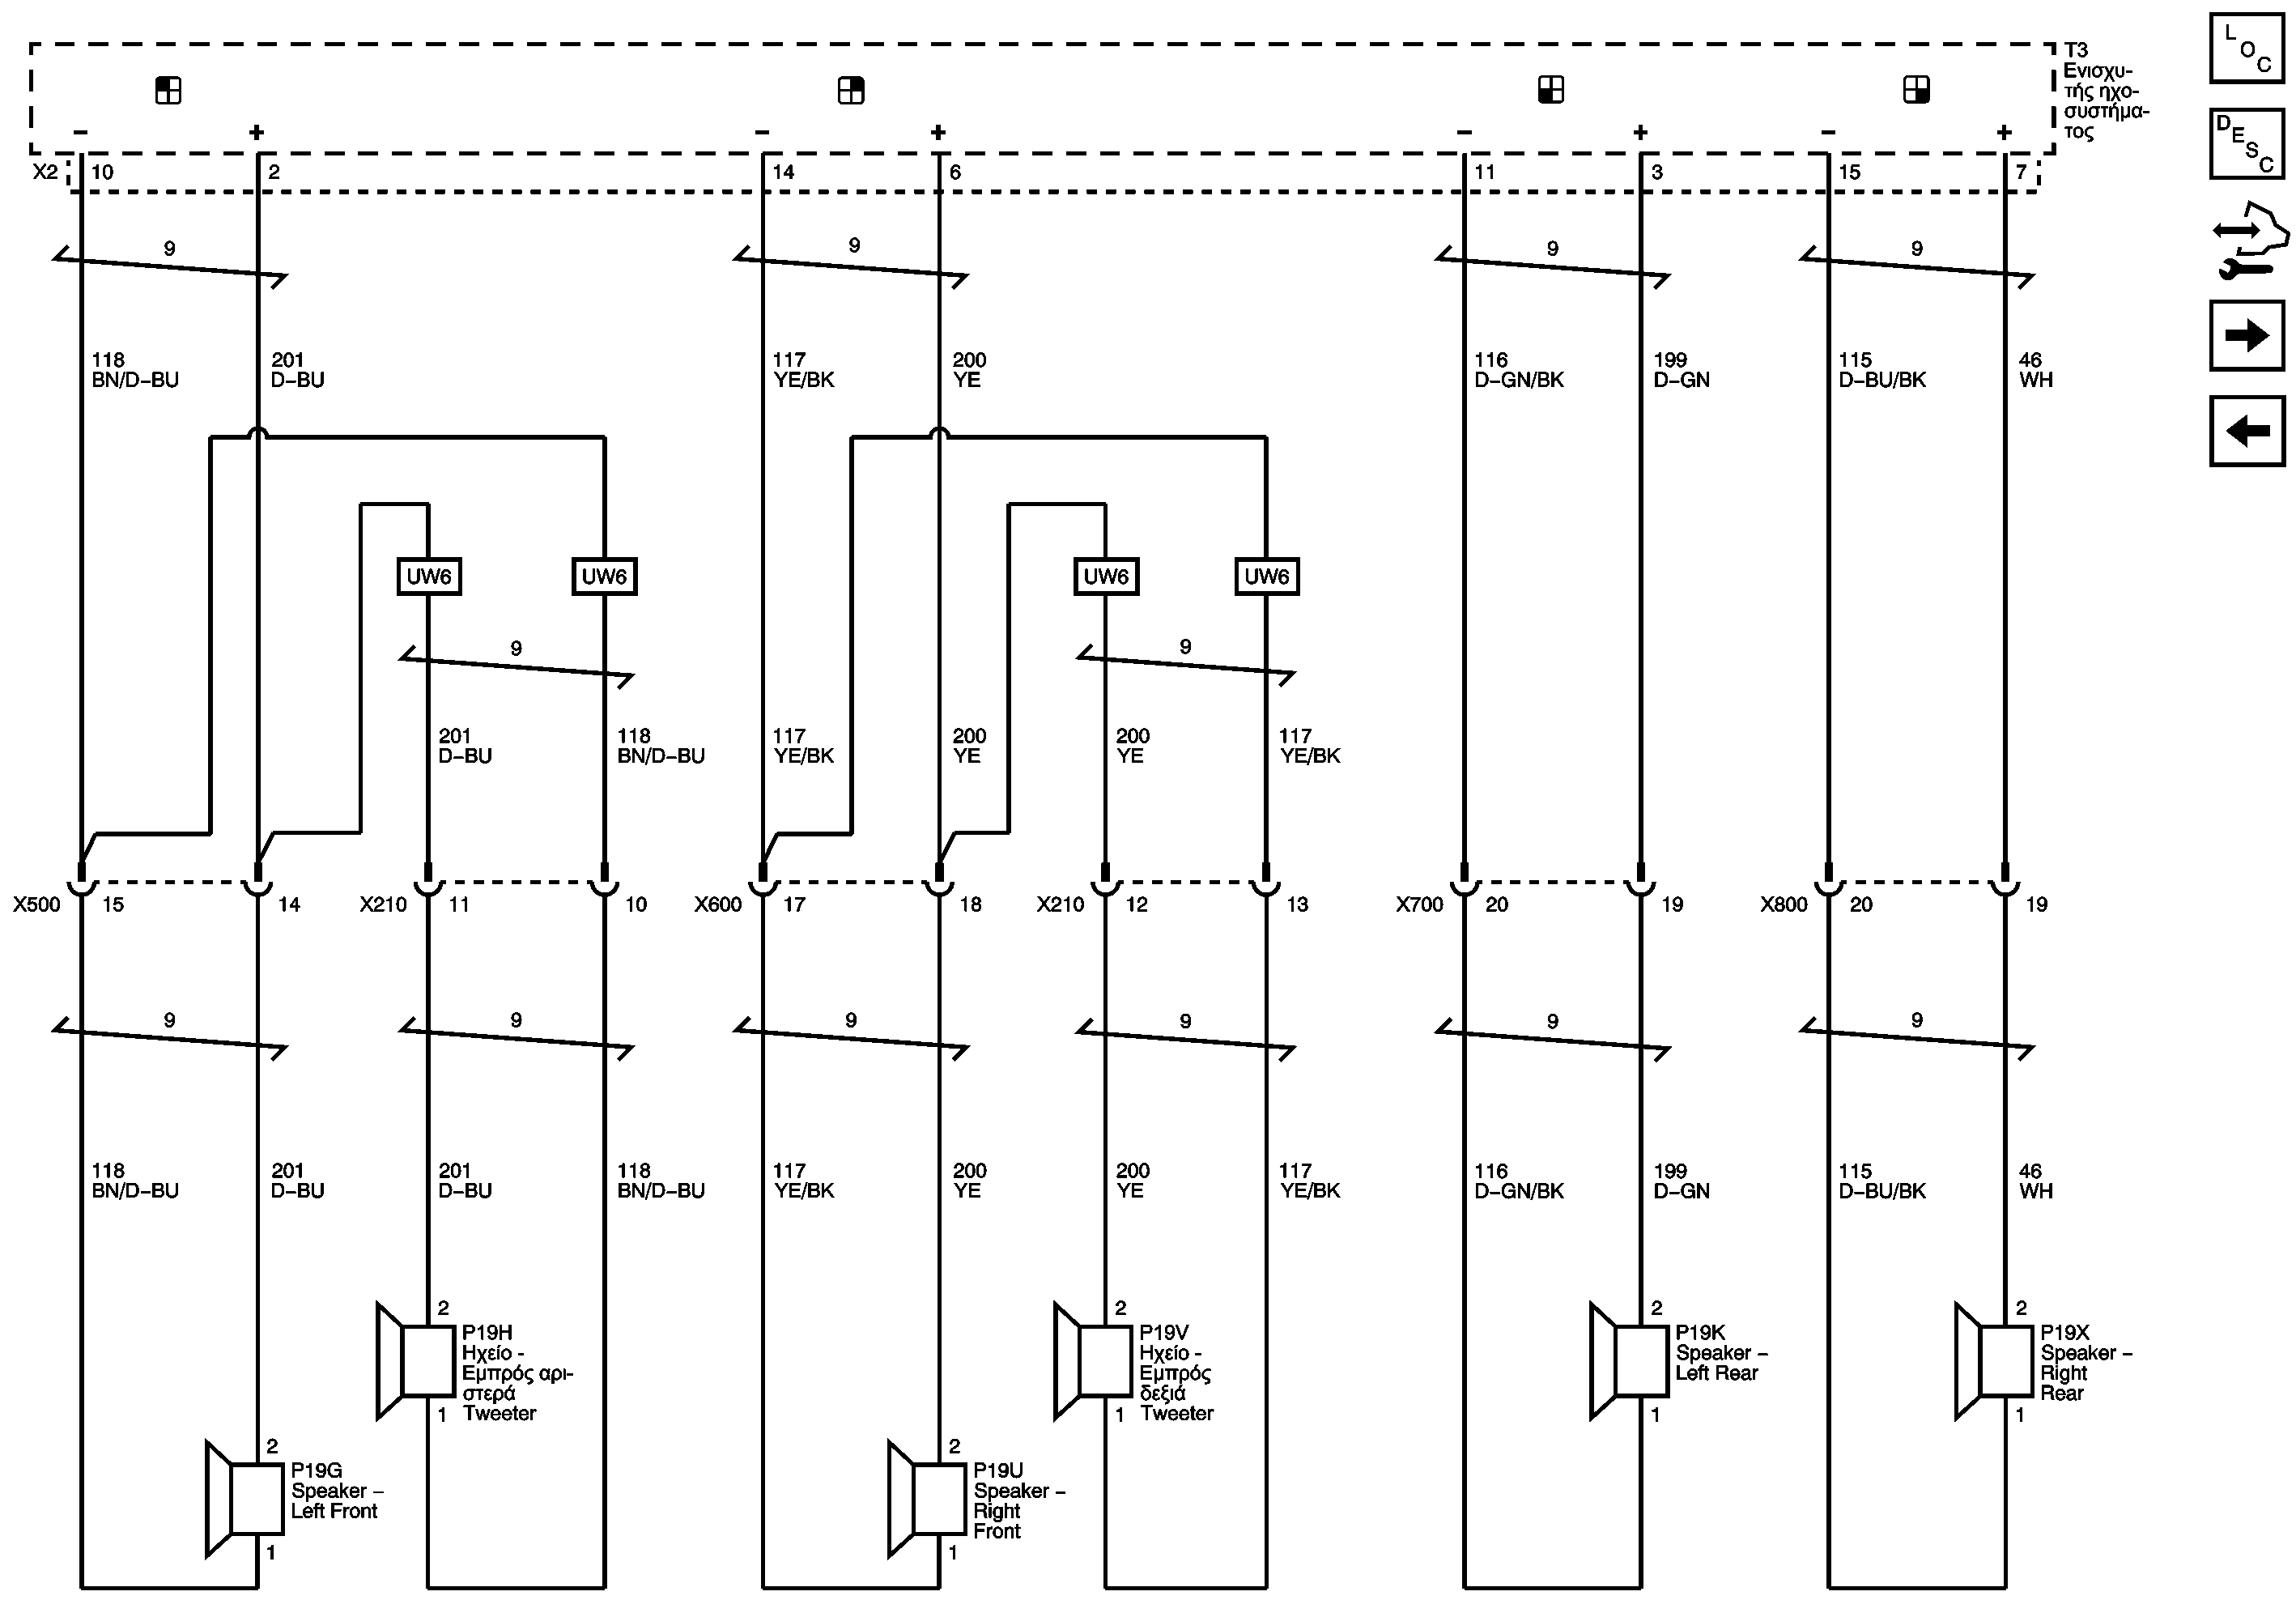 T3
Ενισχυ-
τής ηχο-
συστήμα-
τος
L
O
C
D
E
S
C
− + − + − + − +
X2 10 2 14 6 11 3 15 7
9 9 9 9
118 201 117 200 116 199 115 46
BN/D−BU D−BU YE/BK YE D−GN/BK D−GN D−BU/BK WH
UW6 UW6 UW6 UW6
9 9
201 118 117 200 200 117
D−BU BN/D−BU YE/BK YE YE YE/BK
X500 15 14 X210 11 10 X600 17 18 X210 12 13 X700 20 19 X800 20 19
9 9 9 9 9 9
118 201 201 118 117 200 200 117 116 199 115 46
BN/D−BU D−BU D−BU BN/D−BU YE/BK YE YE YE/BK D−GN/BK D−GN D−BU/BK WH
2
P19H
Ηχείο -
Εμπρός αρι-
στερά
Tweeter
1
2
P19V
Ηχείο -
Εμπρός
δεξιά
Tweeter
1
2
P19K
Speaker −
Left Rear
1
2
P19X
Speaker −
Right
Rear
1
2
P19G
Speaker −
Left Front
1
2
P19U
Speaker −
Right
Front
1